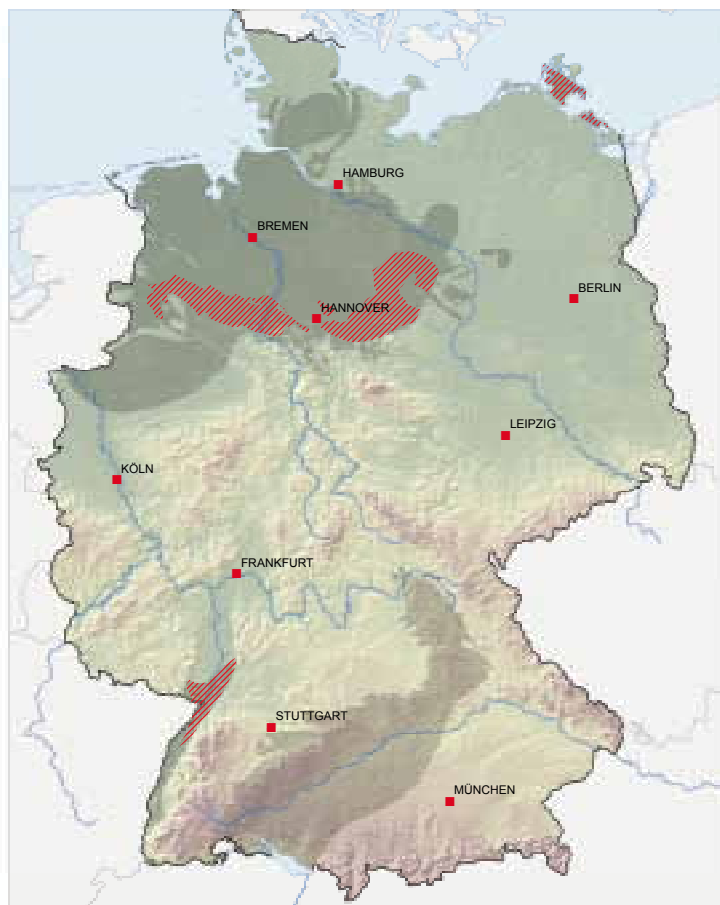 HAMBURG
BREMEN
BERLIN
HANNOVER
LEIPZIG
KÖLN
FRANKFURT
STUTTGART
MÜNCHEN